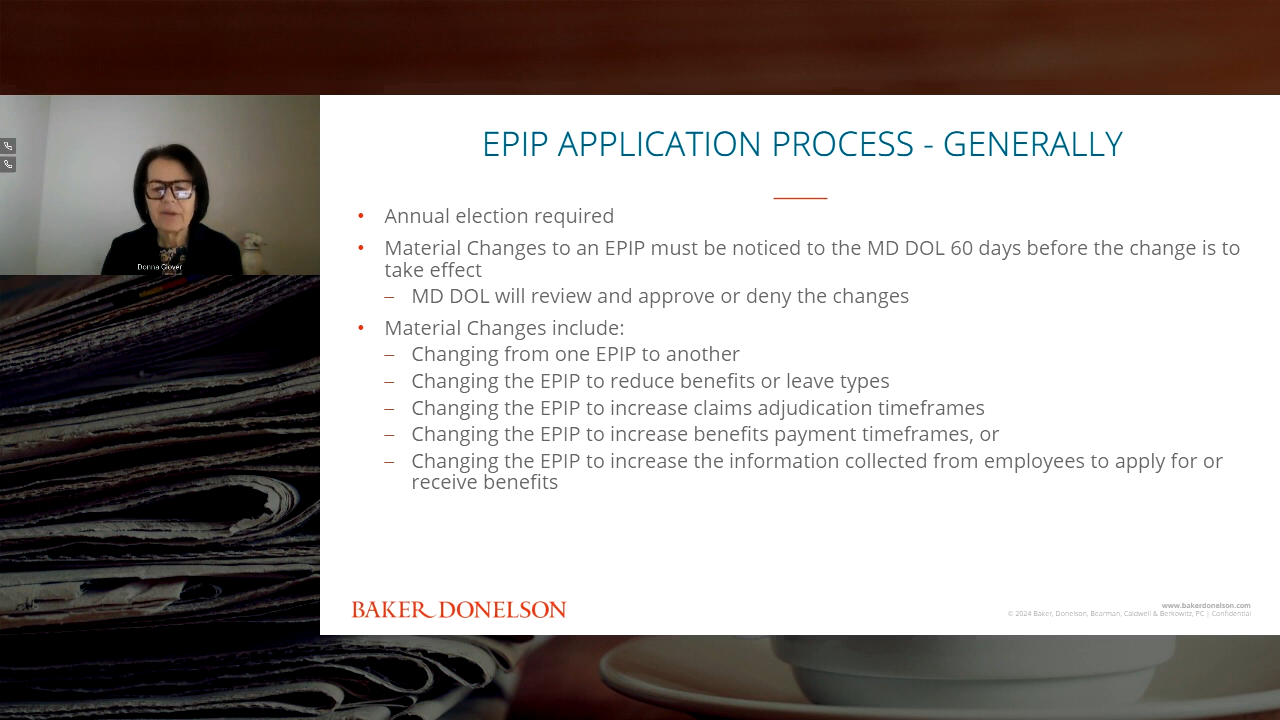 EPIP APPLICATION PROCESS - GENERALLY
• Annual election required
• Material Changes to an EPIP must be noticed to the MD DOL 60 days before the change is to
take effect
– MD DOL will review and approve or deny the changes
• Material Changes include:
– Changing from one EPIP to another
– Changing the EPIP to reduce benefits or leave types
– Changing the EPIP to increase claims adjudication timeframes
– Changing the EPIP to increase benefits payment timeframes, or
– Changing the EPIP to increase the information collected from employees to apply for or
receive benefits
Donna Glover
BAKER DONELSON
www.bakerdonelson.com
© 2024 Baker, Donelson, Bearman, Caldwell & Berkowitz, PC | Confidential